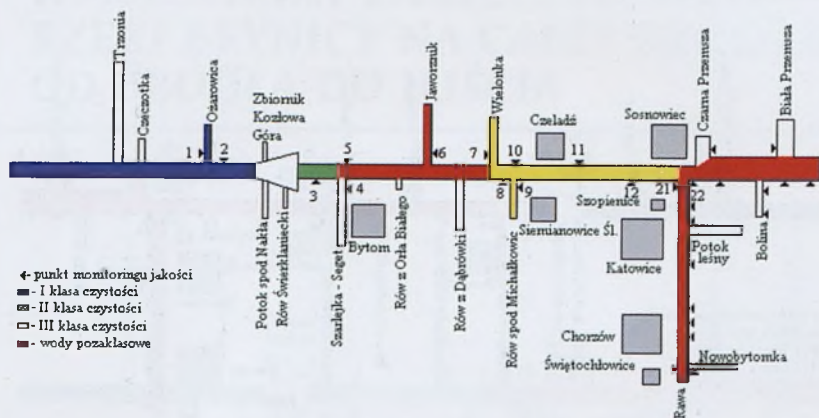 Trzonia
Czeczotka
Ożarowica
Zbiornik
Kozłowa
Góra
Jaworznik
Wielonka
Czeladź
Sosnowiec
Czarna Przemsza
Biała Przemsza
1
2
5
6
7
10
11
3
4
8
9
12
21
22
Potok spod Nakła
Rów Świerklaniecki
Szarlejka - Seget
Bytom
Rów z Orła Białego
Rów z Dąbrówki
Rów spod Michałkowic
Siemianowice Śl.
Szopienice
Katowice
Potok
leśny
Bolina
Chorzów
Świętochłowice
Nowobytomka
Rawa
- punkt monitoringu jakości
- I klasa czystości
- II klasa czystości
- III klasa czystości
- wody pozaklasowe